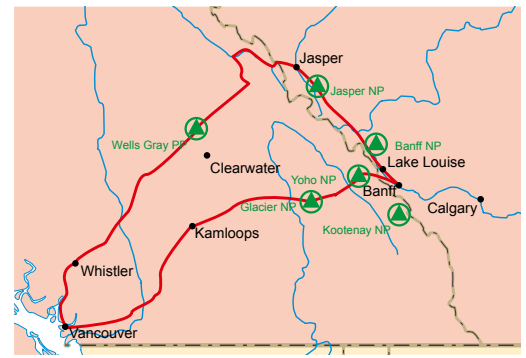 Jasper
Jasper NP
Wells Gray PP
Banff NP
Clearwater
Lake Louise
Yoho NP
Banff
Glacier NP
Calgary
Kootenay NP
Kamloops
Whistler
Vancouver